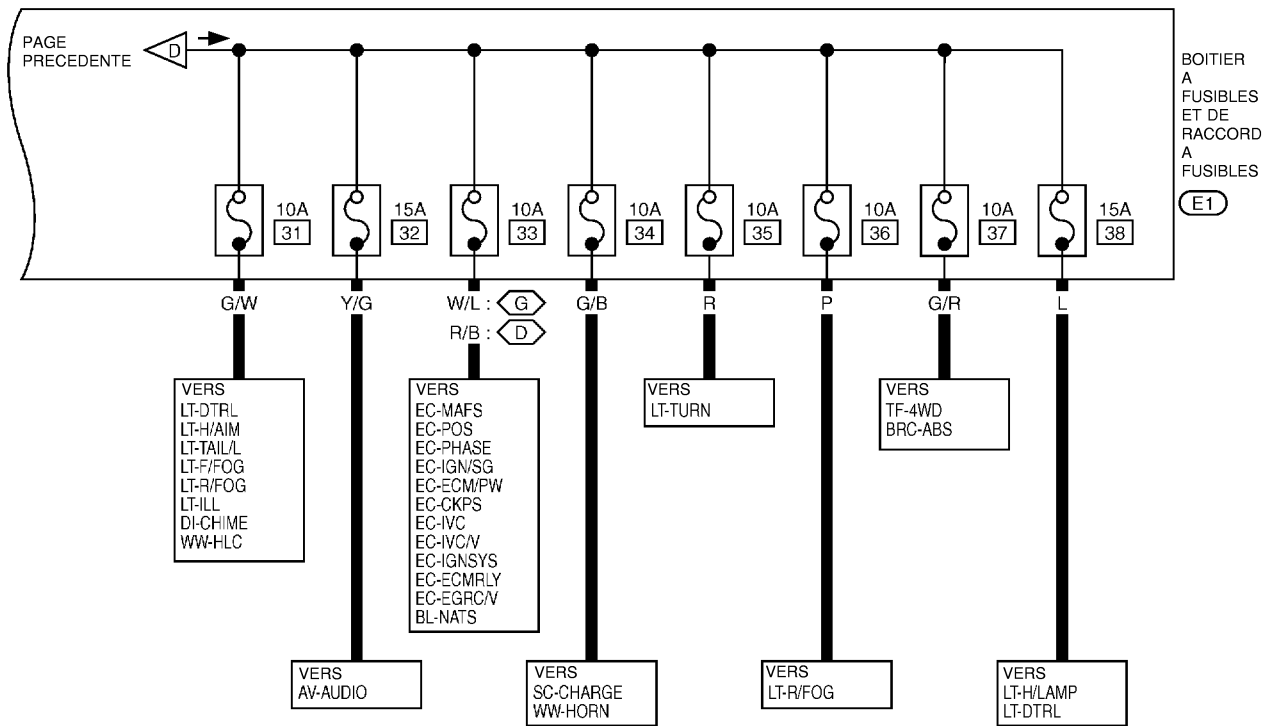 PAGE
PRECEDENTE
D
BOITIER
A
FUSIBLES
ET DE
RACCORD
A
FUSIBLES
E1
10A
31
15A
32
10A
33
10A
34
10A
35
10A
36
10A
37
15A
38
G/W
Y/G
W/L : G
R/B : D
G/B
R
P
G/R
L
VERS
LT-DTRL
LT-H/AIM
LT-TAIL/L
LT-F/FOG
LT-R/FOG
LT-ILL
DI-CHIME
WW-HLC
VERS
EC-MAFS
EC-POS
EC-PHASE
EC-IGN/SG
EC-ECM/PW
EC-CKPS
EC-IVC
EC-IVC/V
EC-IGNSYS
EC-ECMRLY
EC-EGRC/V
BL-NATS
VERS
LT-TURN
VERS
TF-4WD
BRC-ABS
VERS
AV-AUDIO
VERS
SC-CHARGE
WW-HORN
VERS
LT-R/FOG
VERS
LT-H/LAMP
LT-DTRL